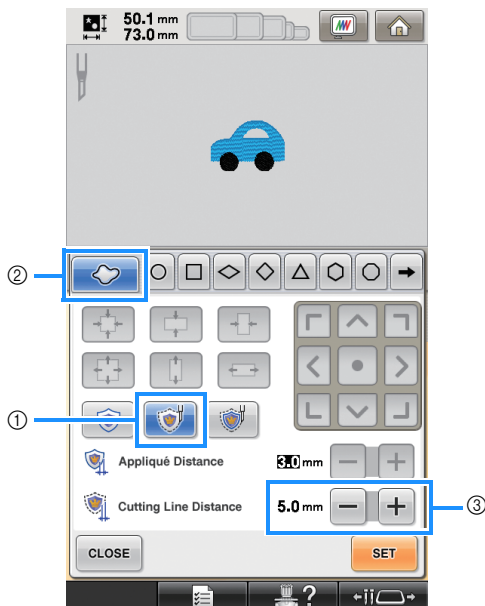 50.1 mm
73.0 mm
②
①
Appliqué Distance 3.0 mm − +
Cutting Line Distance 5.0 mm − +
③
CLOSE SET
?